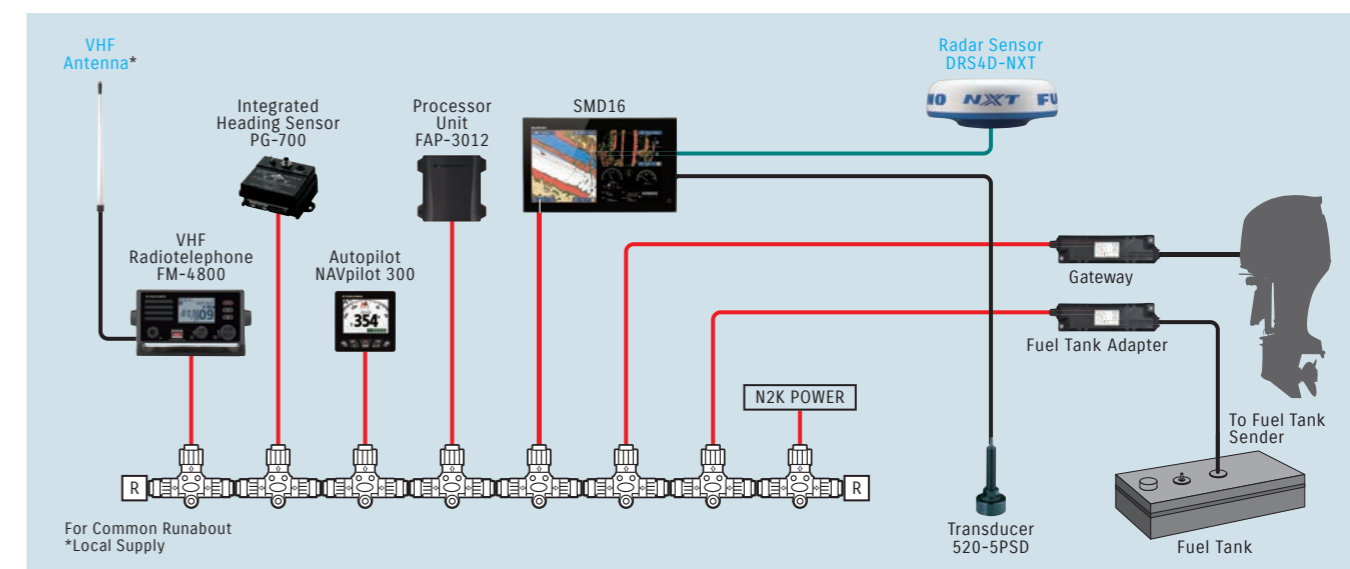 VHF
Antenna*
Integrated
Heading Sensor
PG-700
Processor
Unit
FAP-3012
SMD16
Radar Sensor
DRS4D-NXT
NXT
FU
VHF
Radiotelephone
FM-4800
Autopilot
NAVpilot 300
354°
Gateway
Fuel Tank Adapter
N2K POWER
To Fuel Tank
Sender
R
R
For Common Runabout
*Local Supply
Transducer
520-5PSD
Fuel Tank